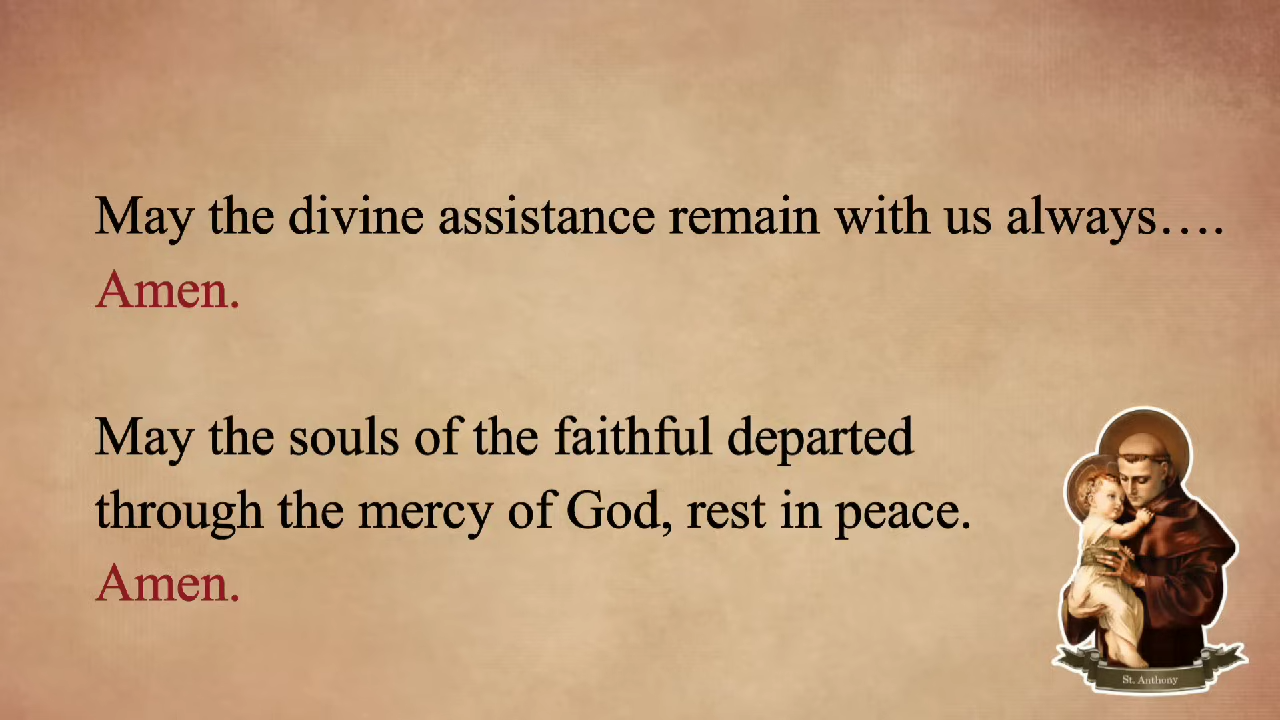 May the divine assistance remain with us always….
Amen.
May the souls of the faithful departed
through the mercy of God, rest in peace.
Amen.
St. Anthony